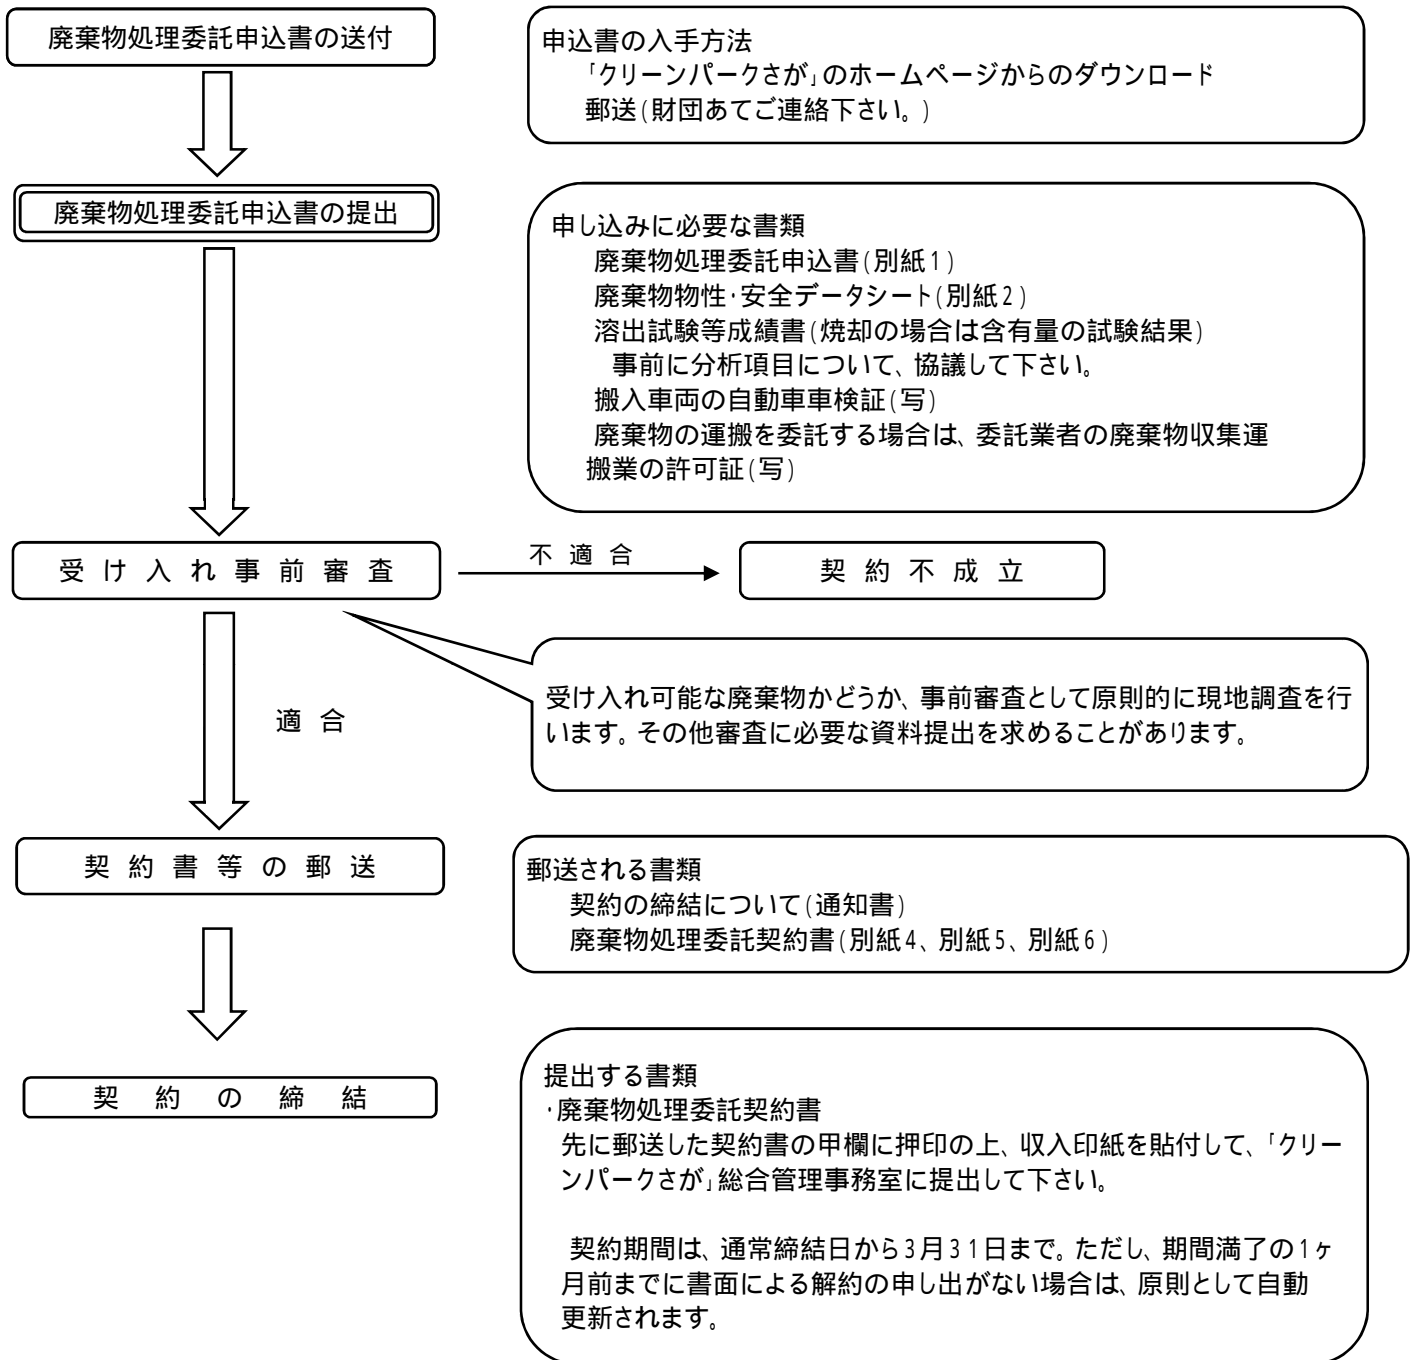 廃棄物処理委託申込書の送付
申込書の入手方法
「クリーンパークさが」のホームページからのダウンロード
郵送(財団あてご連絡下さい。)
廃棄物処理委託申込書の提出
申し込みに必要な書類
廃棄物処理委託申込書(別紙1)
廃棄物物性・安全データシート(別紙2)
溶出試験等成績書(焼却の場合は含有量の試験結果)
事前に分析項目について、協議して下さい。
搬入車両の自動車車検証(写)
廃棄物の運搬を委託する場合は、委託業者の廃棄物収集運
搬業の許可証(写)
受け入れ事前審査
不適合
契約不成立
適合
受け入れ可能な廃棄物かどうか、事前審査として原則的に現地調査を行
います。その他審査に必要な資料提出を求めることがあります。
契約書等の郵送
郵送される書類
契約の締結について(通知書)
廃棄物処理委託契約書(別紙4、別紙5、別紙6)
契約の締結
提出する書類
・廃棄物処理委託契約書
先に郵送した契約書の甲欄に押印の上、収入印紙を貼付して、「クリー
ンパークさが」総合管理事務室に提出して下さい。
契約期間は、通常締結日から3月31日まで。ただし、期間満了の1ヶ
月前までに書面による解約の申し出がない場合は、原則として自動
更新されます。